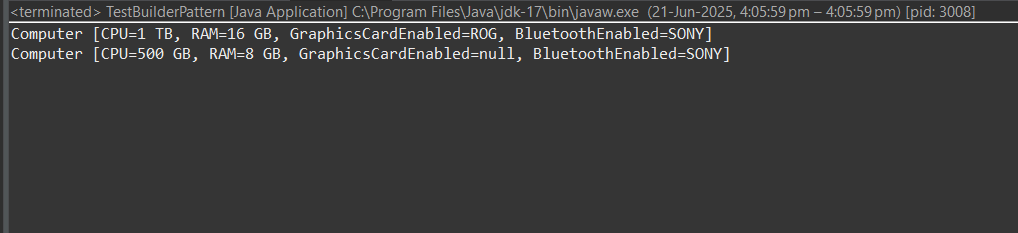 <terminated> TestBuilderPattern [Java Application] C:\Program Files\Java\jdk-17\bin\javaw.exe (21-Jun-2025, 4:05:59 pm – 4:05:59 pm) [pid: 3008]
Computer [CPU=1 TB, RAM=16 GB, GraphicsCardEnabled=ROG, BluetoothEnabled=SONY]
Computer [CPU=500 GB, RAM=8 GB, GraphicsCardEnabled=null, BluetoothEnabled=SONY]